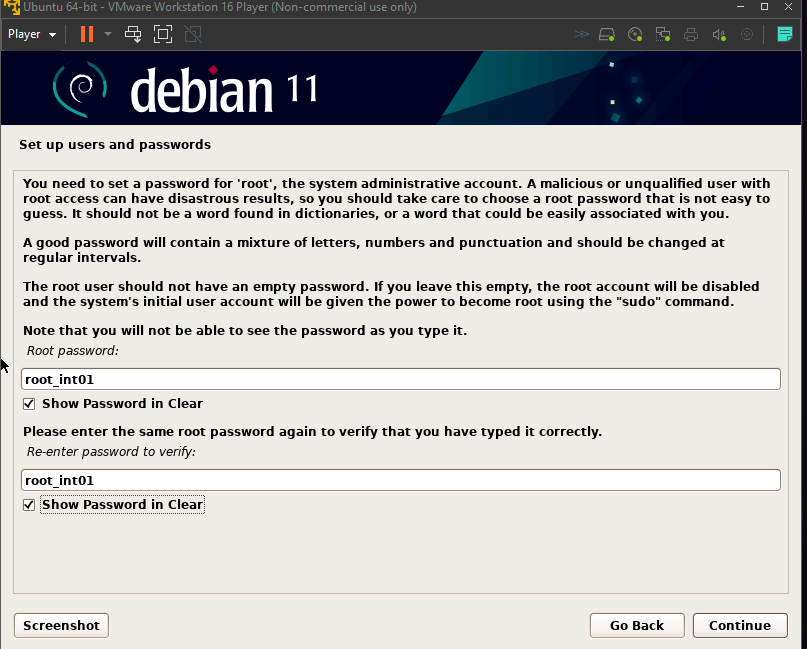 Ubuntu 64-bit - VMware Workstation 16 Player (Non-commercial use only)
Player
debian 11
Set up users and passwords
You need to set a password for 'root', the system administrative account. A malicious or unqualified user with
root access can have disastrous results, so you should take care to choose a root password that is not easy to
guess. It should not be a word found in dictionaries, or a word that could be easily associated with you.
A good password will contain a mixture of letters, numbers and punctuation and should be changed at
regular intervals.
The root user should not have an empty password. If you leave this empty, the root account will be disabled
and the system's initial user account will be given the power to become root using the "sudo" command.
Note that you will not be able to see the password as you type it.
Root password:
root_int01
Show Password in Clear
Please enter the same root password again to verify that you have typed it correctly.
Re-enter password to verify:
root_int01
Show Password in Clear
Screenshot
Go Back
Continue